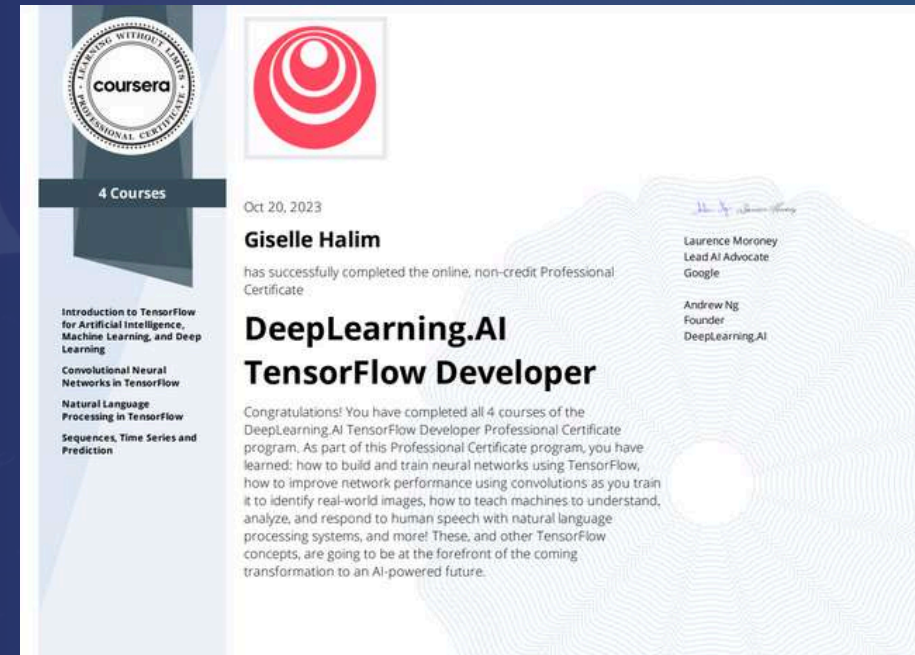 LEARNING WITHOUT LIMITS
coursera
PROFESSIONAL CERTIFICATE
4 Courses
Introduction to TensorFlow
for Artificial Intelligence,
Machine Learning, and Deep
Learning
Convolutional Neural
Networks in TensorFlow
Natural Language
Processing in TensorFlow
Sequences, Time Series and
Prediction
Oct 20, 2023
Giselle Halim
has successfully completed the online, non-credit Professional
Certificate
DeepLearning.AI
TensorFlow Developer
Congratulations! You have completed all 4 courses of the
DeepLearning.AI TensorFlow Developer Professional Certificate
program. As part of this Professional Certificate program, you have
learned: how to build and train neural networks using TensorFlow,
how to improve network performance using convolutions as you train
it to identify real-world images, how to teach machines to understand,
analyze, and respond to human speech with natural language
processing systems, and more! These, and other TensorFlow
concepts, are going to be at the forefront of the coming
transformation to an AI-powered future.
Laurence Moroney
Lead AI Advocate
Google
Andrew Ng
Founder
DeepLearning.AI